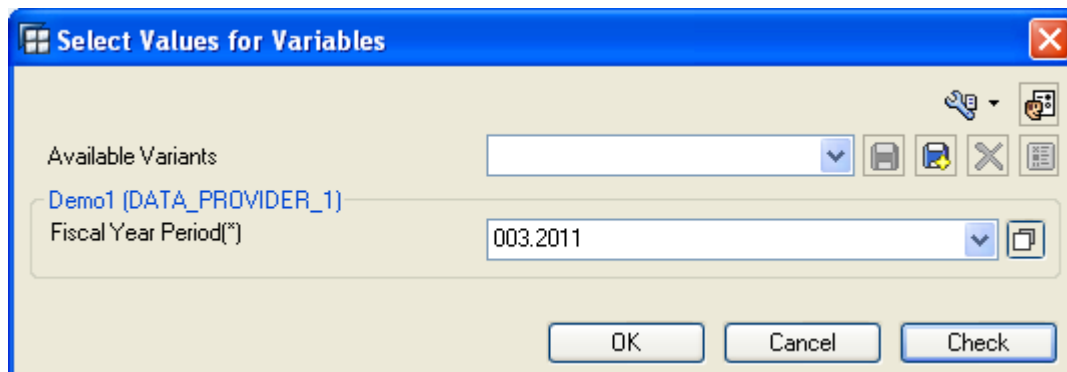 Select Values for Variables
Available Variants
Demo1 (DATA_PROVIDER_1)
Fiscal Year Period(*) 003.2011
OK Cancel Check